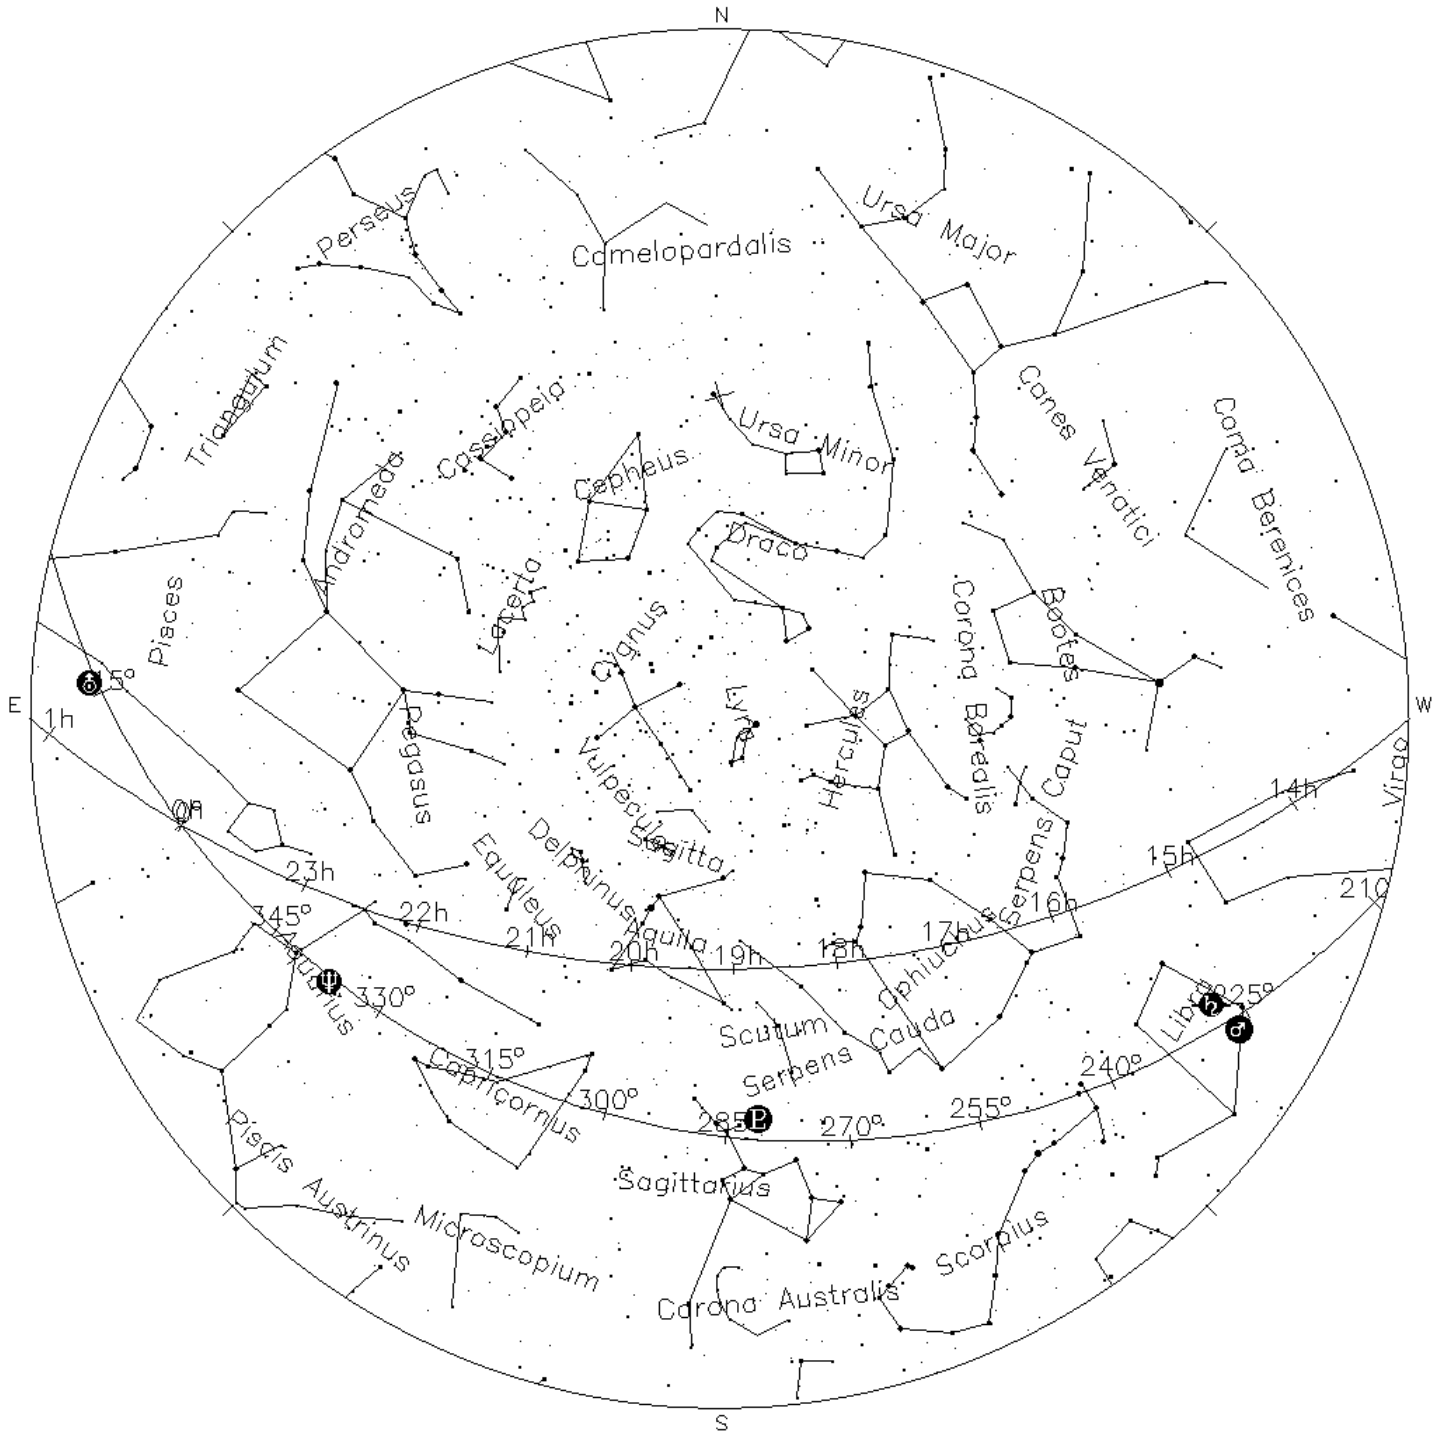 N
Perseus
Ursa Major
Camelopardalis
Triangulum
Cassiopeia
Canes Venatici
Coma Berenices
Ursa Minor
Cepheus
Andromeda
Draco
Lacerta
Pisces
Cygnus
Corona Borealis
Bootes
15°
Lyra
Hercules
Pegasus
E
W
1h
Caput
Virgo
Vulpecula
0h
14h
Sagitta
Delphinus
Equuleus
Serpens
15h
23h
210
345°
22h
16h
21h
20h
Aquila
19h
18h
17h
Ophiuchus
Aquarius
330°
Libra
225°
Scutum
Serpens Cauda
315°
Capricornus
240°
300°
285°
P
270°
255°
Piscis Austrinus
Sagittarius
Microscopium
Scorpius
Corona Australis
S